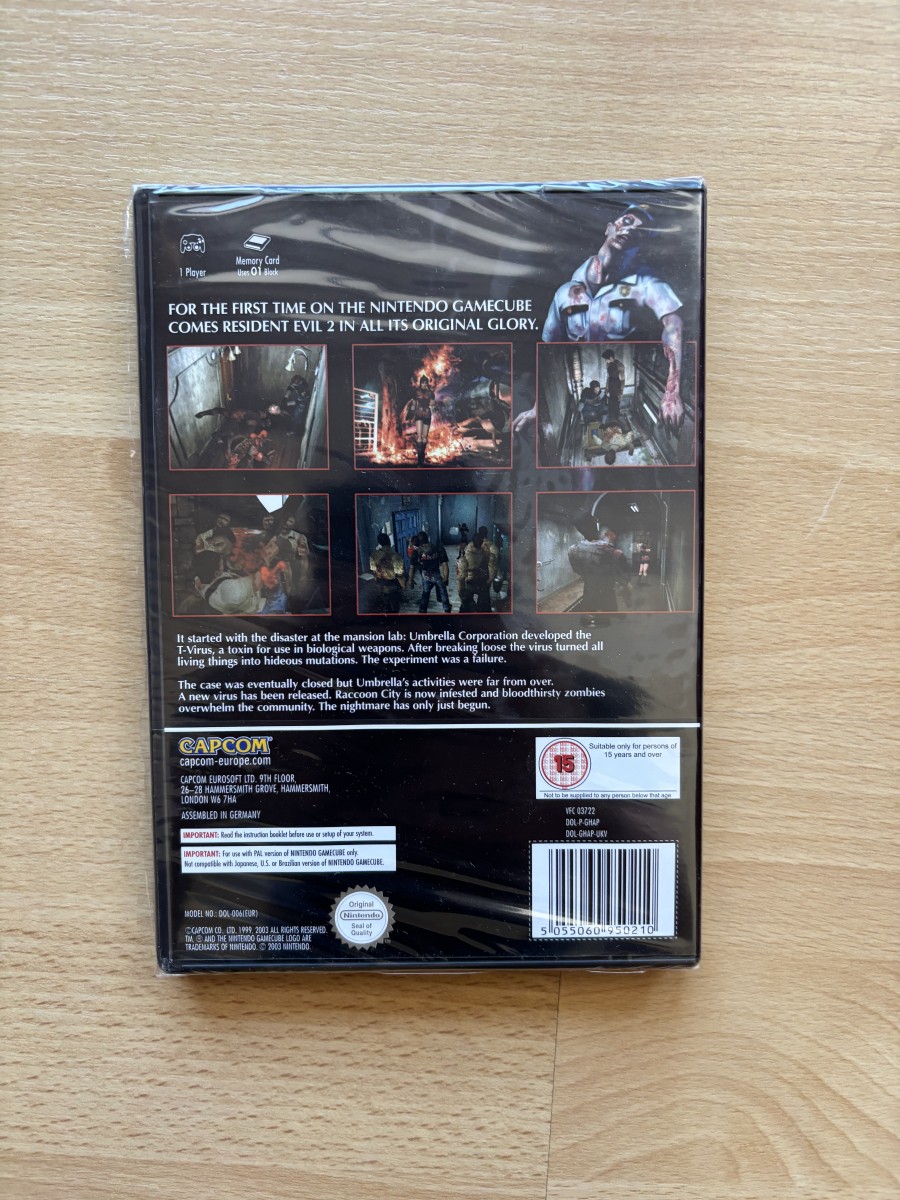 1 Player
Memory Card
Uses 01 Block
FOR THE FIRST TIME ON THE NINTENDO GAMECUBE
COMES RESIDENT EVIL 2 IN ALL ITS ORIGINAL GLORY.
It started with the disaster at the mansion lab: Umbrella Corporation developed the
T-Virus, a toxin for use in biological weapons. After breaking loose the virus turned all
living things into hideous mutations. The experiment was a failure.
The case was eventually closed but Umbrella's activities were far from over.
A new virus has been released. Raccoon City is now infested and bloodthirsty zombies
overwhelm the community. The nightmare has only just begun.
CAPCOM®
capcom-europe.com
CAPCOM EUROSOFT LTD. 9TH FLOOR,
26–28 HAMMERSMITH GROVE, HAMMERSMITH,
LONDON W6 7HA
ASSEMBLED IN GERMANY
IMPORTANT: Read the instruction booklet before use or setup of your system.
IMPORTANT: For use with PAL version of NINTENDO GAMECUBE only.
Not compatible with Japanese, U.S. or Brazilian version of NINTENDO GAMECUBE.
MODEL NO.: DOL-006(EUR)
©CAPCOM CO. LTD. 1999, 2003 ALL RIGHTS RESERVED.
TM, ® AND THE NINTENDO GAMECUBE LOGO ARE
TRADEMARKS OF NINTENDO. © 2003 NINTENDO.
Original
Nintendo
Seal of
Quality
TM
15
Suitable only for persons of
15 years and over
Not to be supplied to any person below that age
VFC 03722
DOL-P-GHAP
DOL-GHAP-UKV
5 055060 950210